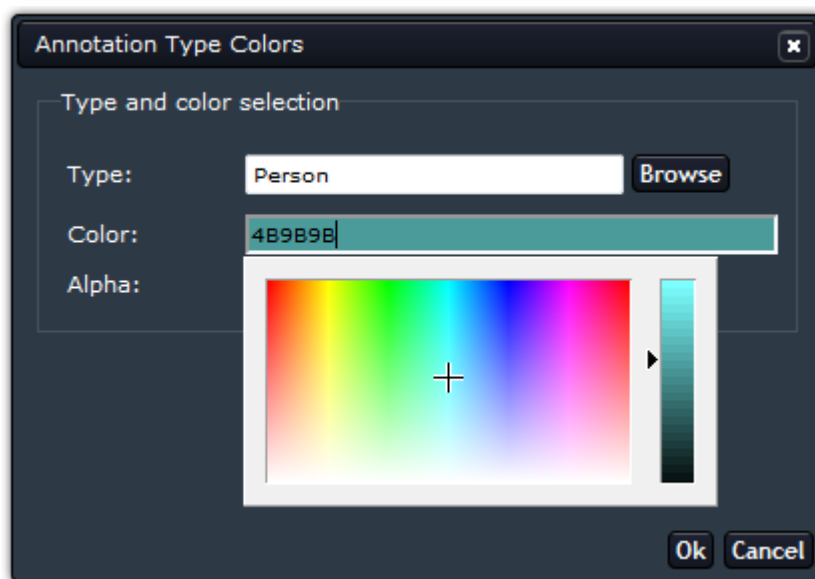 Annotation Type Colors
Type and color selection
Type: Person Browse
Color: 4B9B9B
Alpha:
Ok Cancel